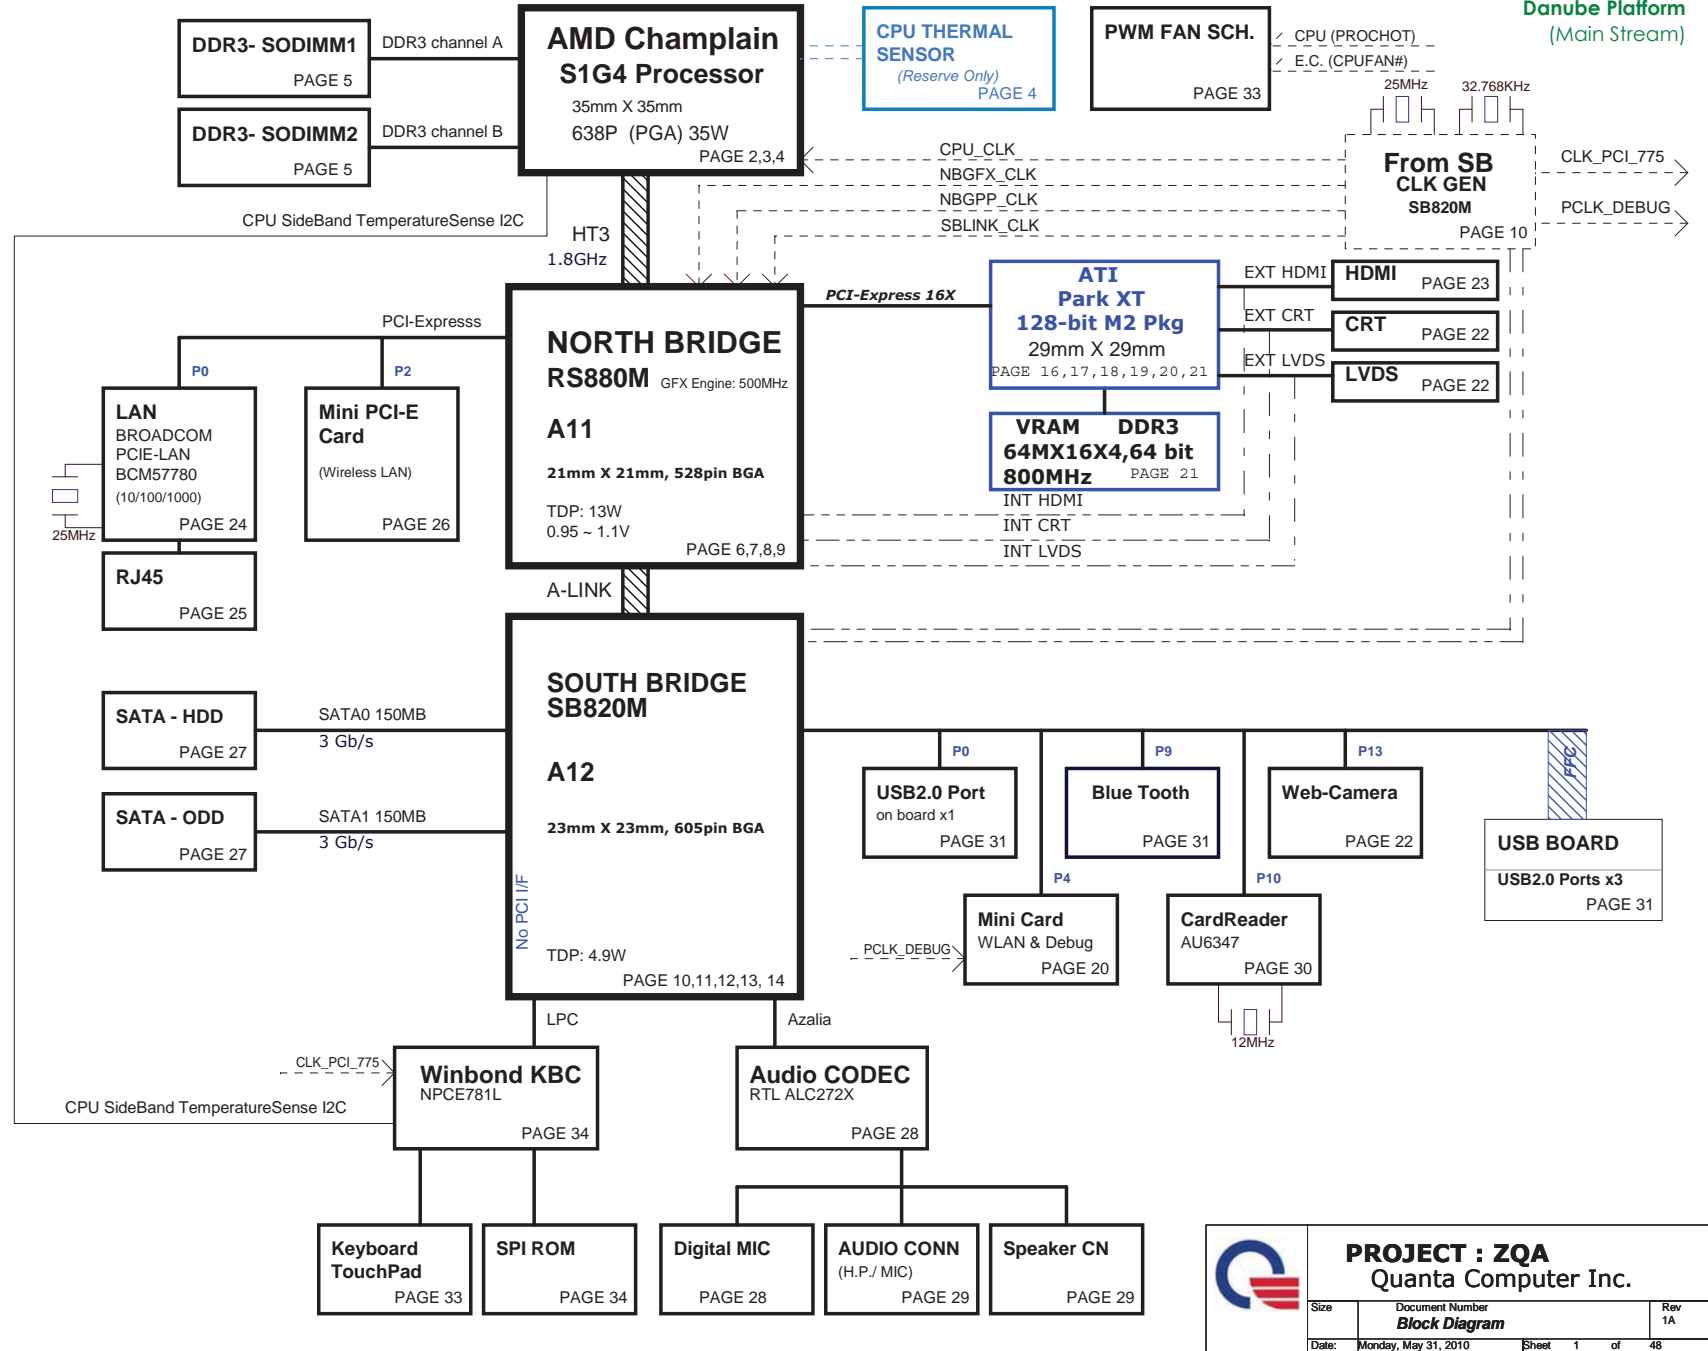 Danube Platform
(Main Stream)
DDR3- SODIMM1
PAGE 5
DDR3 channel A
DDR3- SODIMM2
PAGE 5
DDR3 channel B
AMD Champlain
S1G4 Processor
35mm X 35mm
638P (PGA) 35W
PAGE 2,3,4
CPU THERMAL
SENSOR
(Reserve Only)
PAGE 4
PWM FAN SCH.
PAGE 33
CPU (PROCHOT)
E.C. (CPUFAN#)
25MHz
32.768KHz
From SB
CLK GEN
SB820M
PAGE 10
CLK_PCI_775
PCLK_DEBUG
CPU_CLK
NBGFX_CLK
NBGPP_CLK
SBLINK_CLK
CPU SideBand TemperatureSense I2C
HT3
1.8GHz
NORTH BRIDGE
RS880M GFX Engine: 500MHz
A11
21mm X 21mm, 528pin BGA
TDP: 13W
0.95 ~ 1.1V
PAGE 6,7,8,9
PCI-Express 16X
ATI
Park XT
128-bit M2 Pkg
29mm X 29mm
PAGE 16,17,18,19,20,21
EXT HDMI
EXT CRT
EXT LVDS
HDMI
PAGE 23
CRT
PAGE 22
LVDS
PAGE 22
VRAM DDR3
64MX16X4,64 bit
800MHz PAGE 21
INT HDMI
INT CRT
INT LVDS
PCI-Expresss
P0
P2
LAN
BROADCOM
PCIE-LAN
BCM57780
(10/100/1000)
PAGE 24
25MHz
Mini PCI-E
Card
(Wireless LAN)
PAGE 26
RJ45
PAGE 25
A-LINK
SOUTH BRIDGE
SB820M
A12
23mm X 23mm, 605pin BGA
No PCI I/F
TDP: 4.9W
PAGE 10,11,12,13, 14
SATA - HDD
PAGE 27
SATA0 150MB
3 Gb/s
SATA - ODD
PAGE 27
SATA1 150MB
3 Gb/s
P0
P9
P13
FFC
USB2.0 Port
on board x1
PAGE 31
Blue Tooth
PAGE 31
Web-Camera
PAGE 22
USB BOARD
USB2.0 Ports x3
PAGE 31
P4
P10
Mini Card
WLAN & Debug
PAGE 20
PCLK_DEBUG
CardReader
AU6347
PAGE 30
12MHz
LPC
Azalia
CLK_PCI_775
CPU SideBand TemperatureSense I2C
Winbond KBC
NPCE781L
PAGE 34
Audio CODEC
RTL ALC272X
PAGE 28
Keyboard
TouchPad
PAGE 33
SPI ROM
PAGE 34
Digital MIC
PAGE 28
AUDIO CONN
(H.P./ MIC)
PAGE 29
Speaker CN
PAGE 29
PROJECT : ZQA
Quanta Computer Inc.
Size
Document Number
Block Diagram
Rev
1A
Date: Monday, May 31, 2010
Sheet 1 of 48